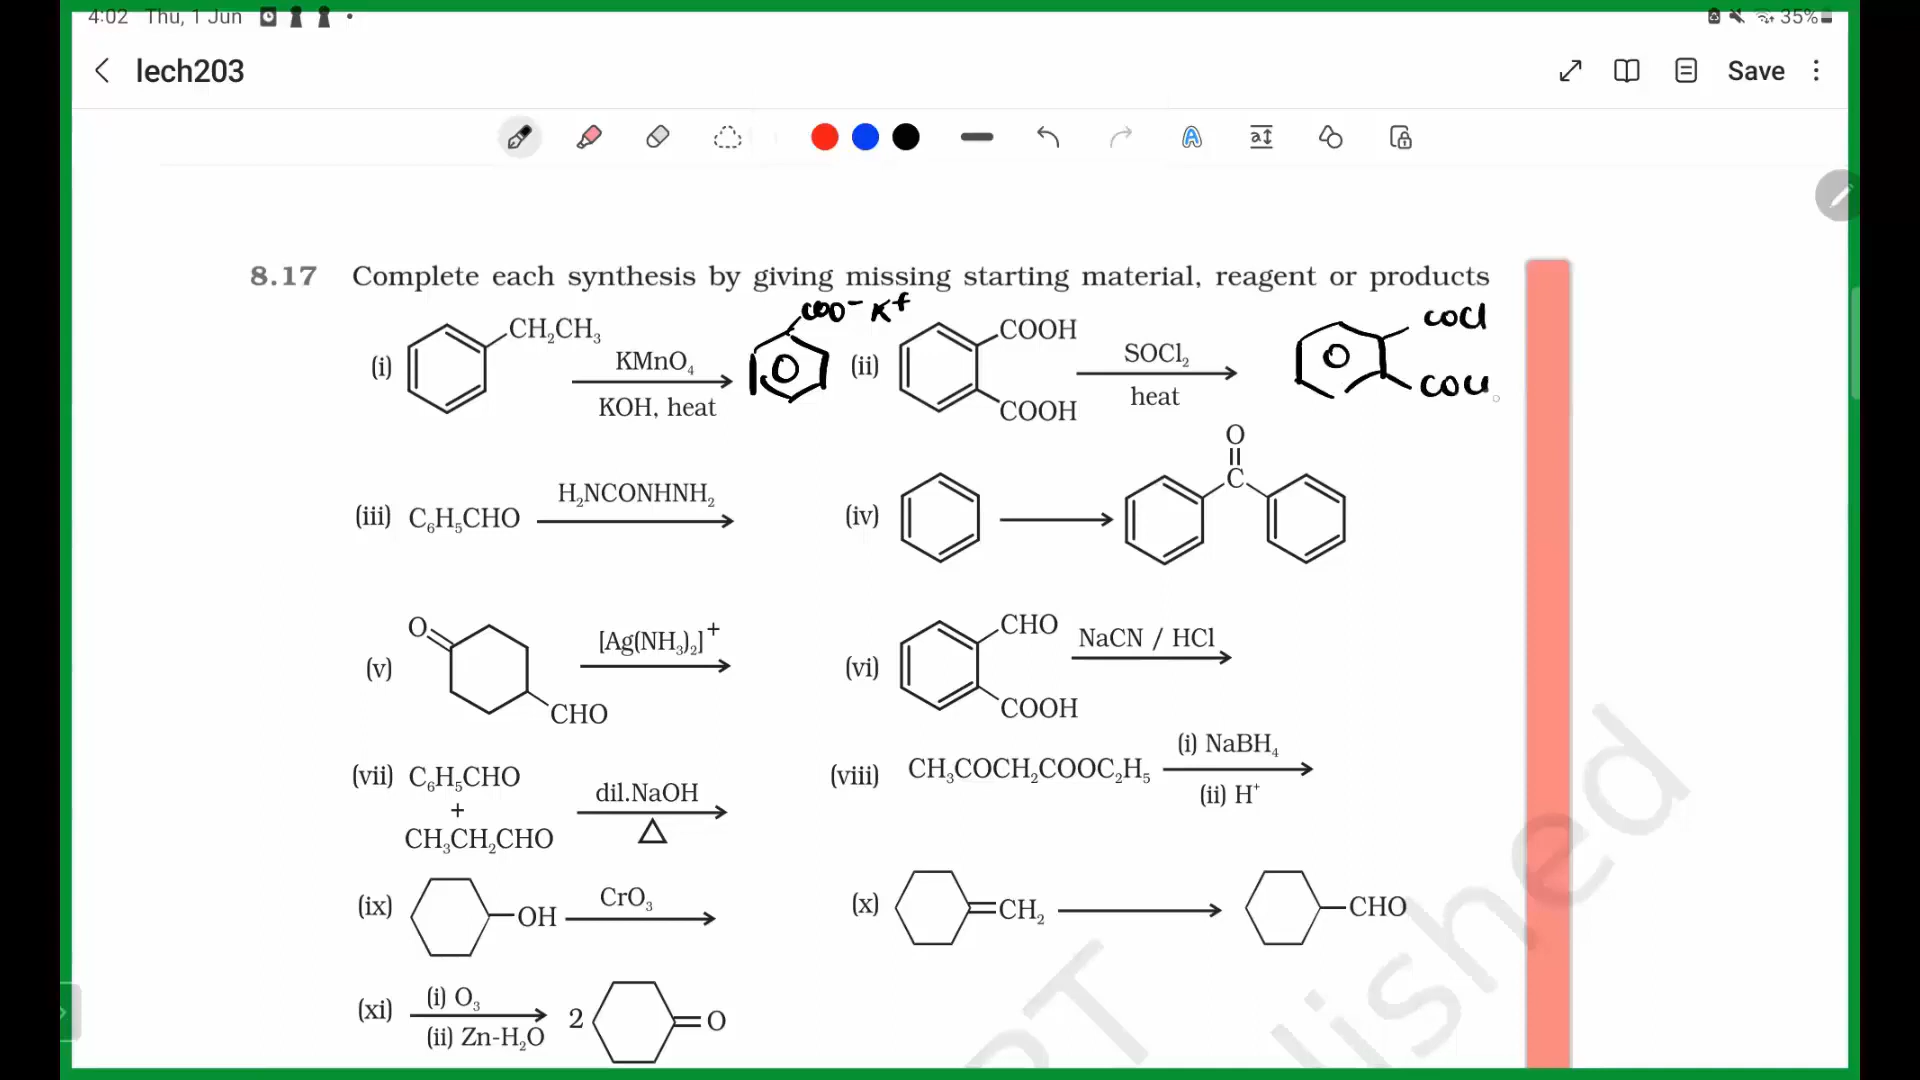 4:02 Thu, 1 Jun 35%
lech203
Save
8.17 Complete each synthesis by giving missing starting material, reagent or products
(i) CH₂CH₃ KMnO₄ KOH, heat COO⁻K⁺
(ii) COOH COOH SOCl₂ heat COCl COCl
(iii) C₆H₅CHO H₂NCONHNH₂
(iv) O C
(v) O CHO [Ag(NH₃)₂]⁺
(vi) CHO COOH NaCN / HCl
(vii) C₆H₅CHO + CH₃CH₂CHO dil.NaOH △
(viii) CH₃COCH₂COOC₂H₅ (i) NaBH₄ (ii) H⁺
(ix) OH CrO₃
(x) CH₂ CHO
(xi) (i) O₃ (ii) Zn-H₂O 2 O